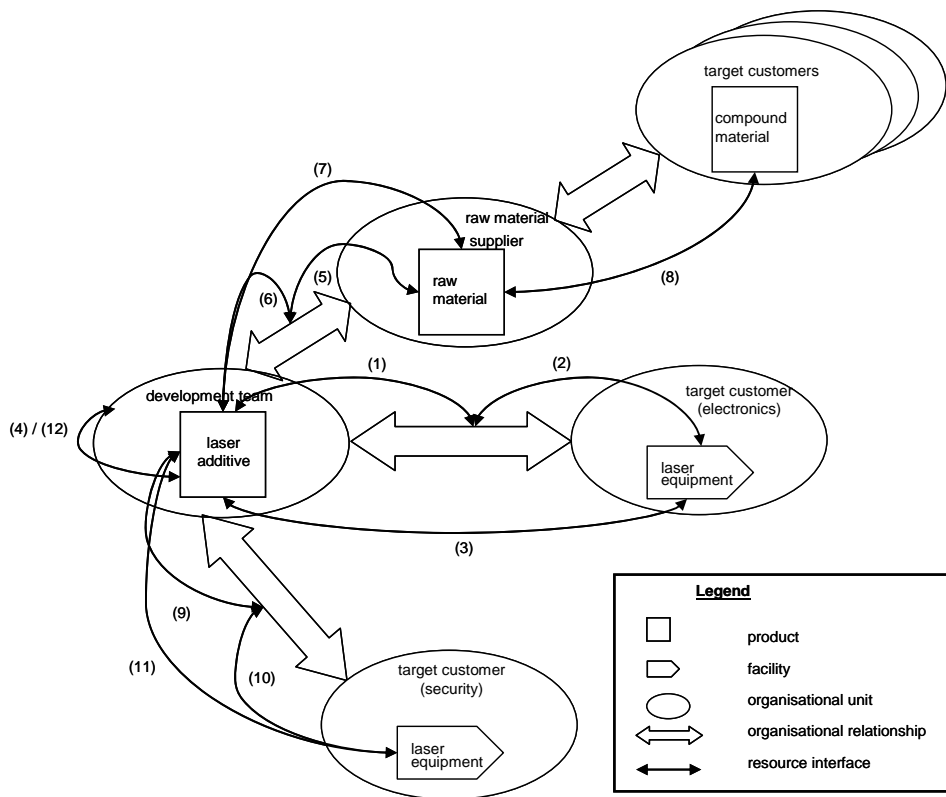 target customers
compound
material
(7)
raw material
supplier
raw
material
(5)
(6)
(8)
(1)
(2)
development team
target customer
(electronics)
(4) / (12)
laser
additive
laser
equipment
(3)
(9)
(11)
(10)
target customer
(security)
laser
equipment
Legend
product
facility
organisational unit
organisational relationship
resource interface